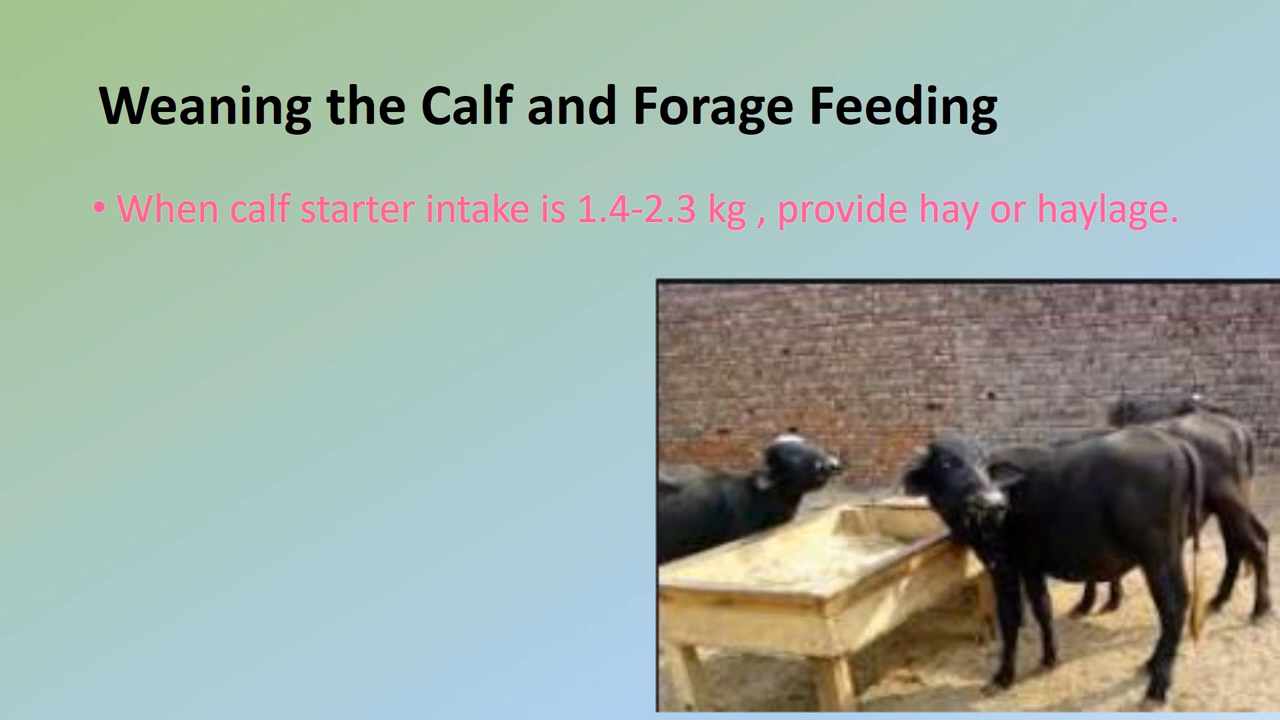 Weaning the Calf and Forage Feeding
• When calf starter intake is 1.4-2.3 kg , provide hay or haylage.